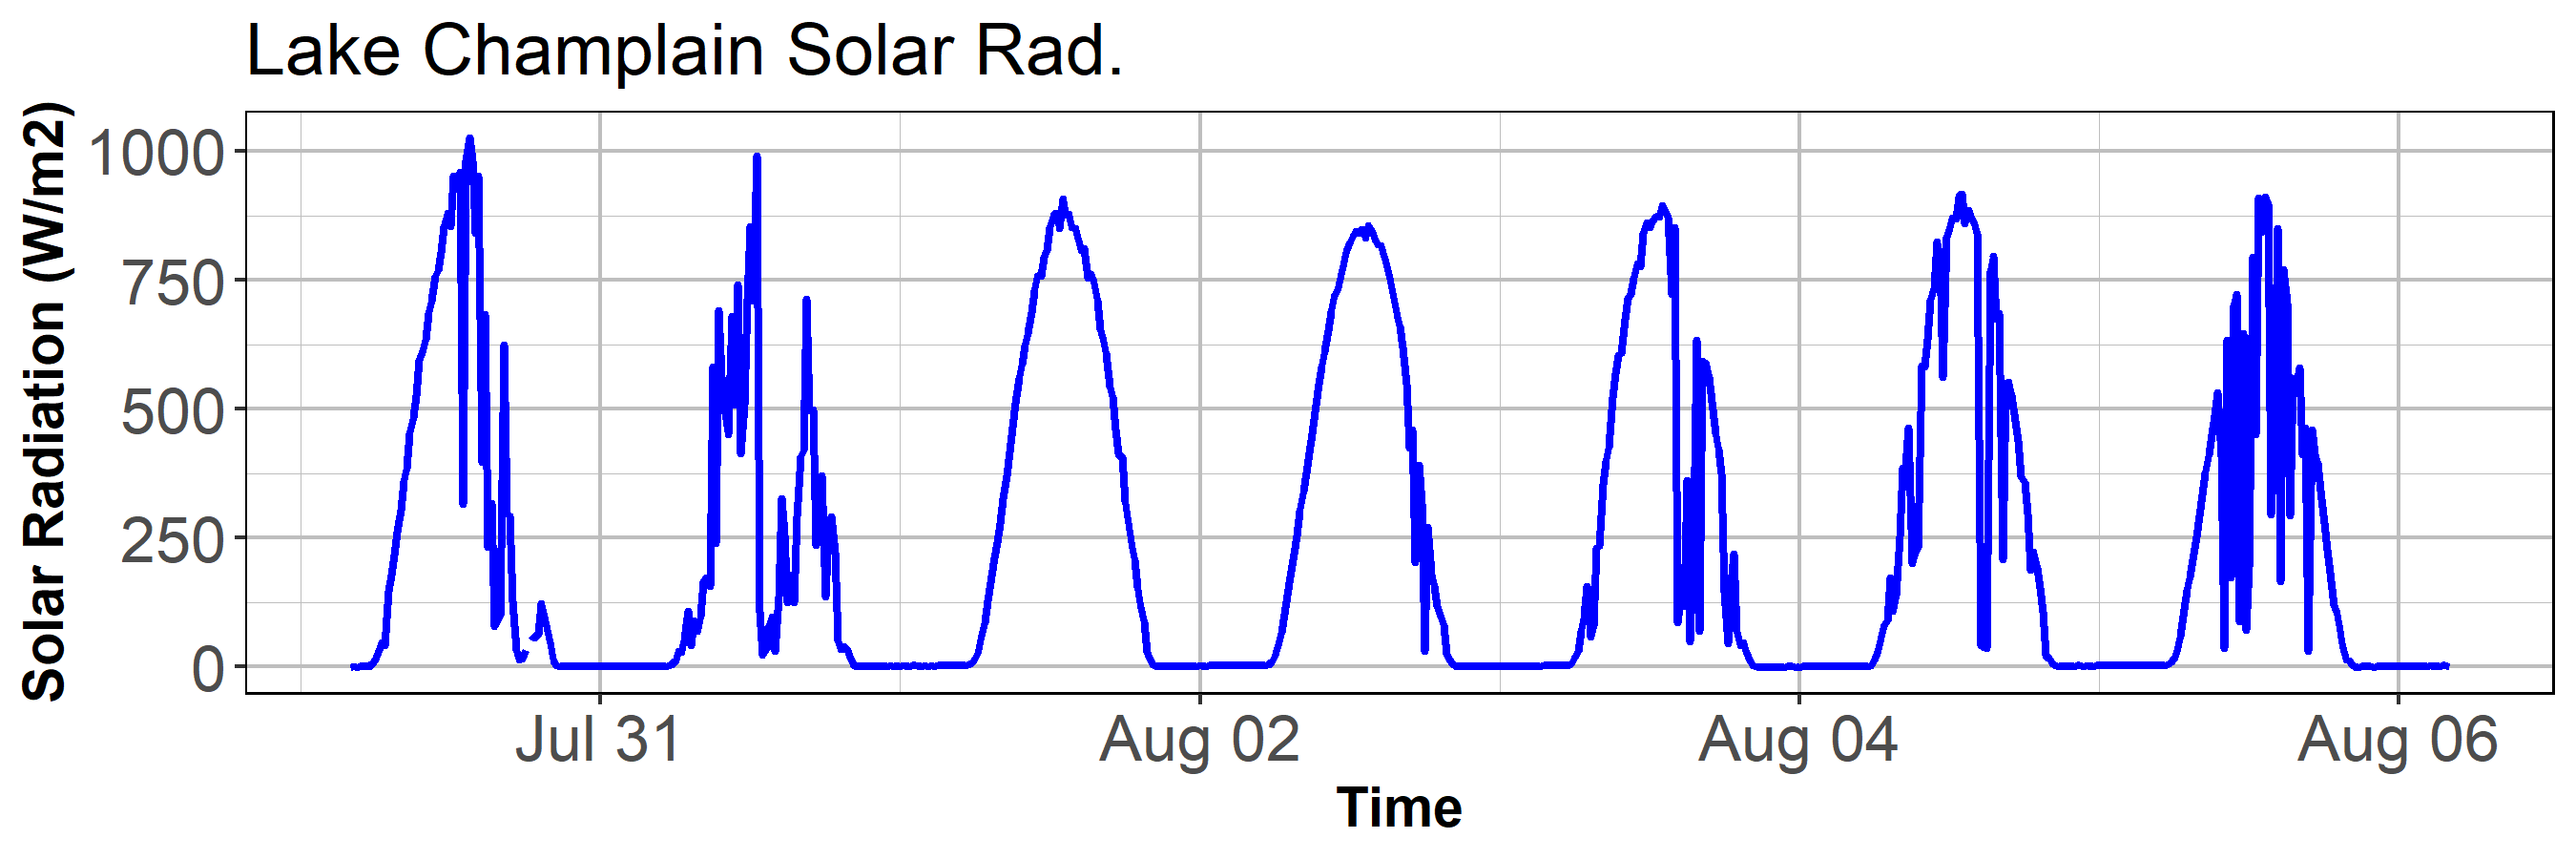 Lake Champlain Solar Rad.
Solar Radiation (W/m2)
1000
750
500
250
0
Jul 31 Aug 02 Aug 04 Aug 06
Time